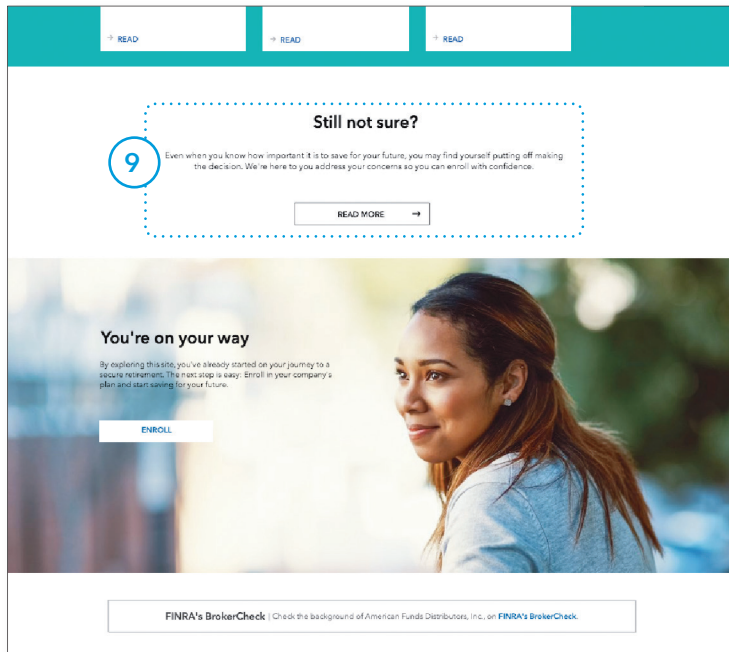 READ
READ
READ
9
Still not sure?
Even when you know how important it is to save for your future, you may find yourself putting off making
the decision. We're here to you address your concerns so you can enroll with confidence.
READ MORE
You're on your way
By exploring this site, you've already started on your journey to a
secure retirement. The next step is easy: Enroll in your company's
plan and start saving for your future.
ENROLL
FINRA's BrokerCheck | Check the background of American Funds Distributors, Inc., on FINRA's BrokerCheck.